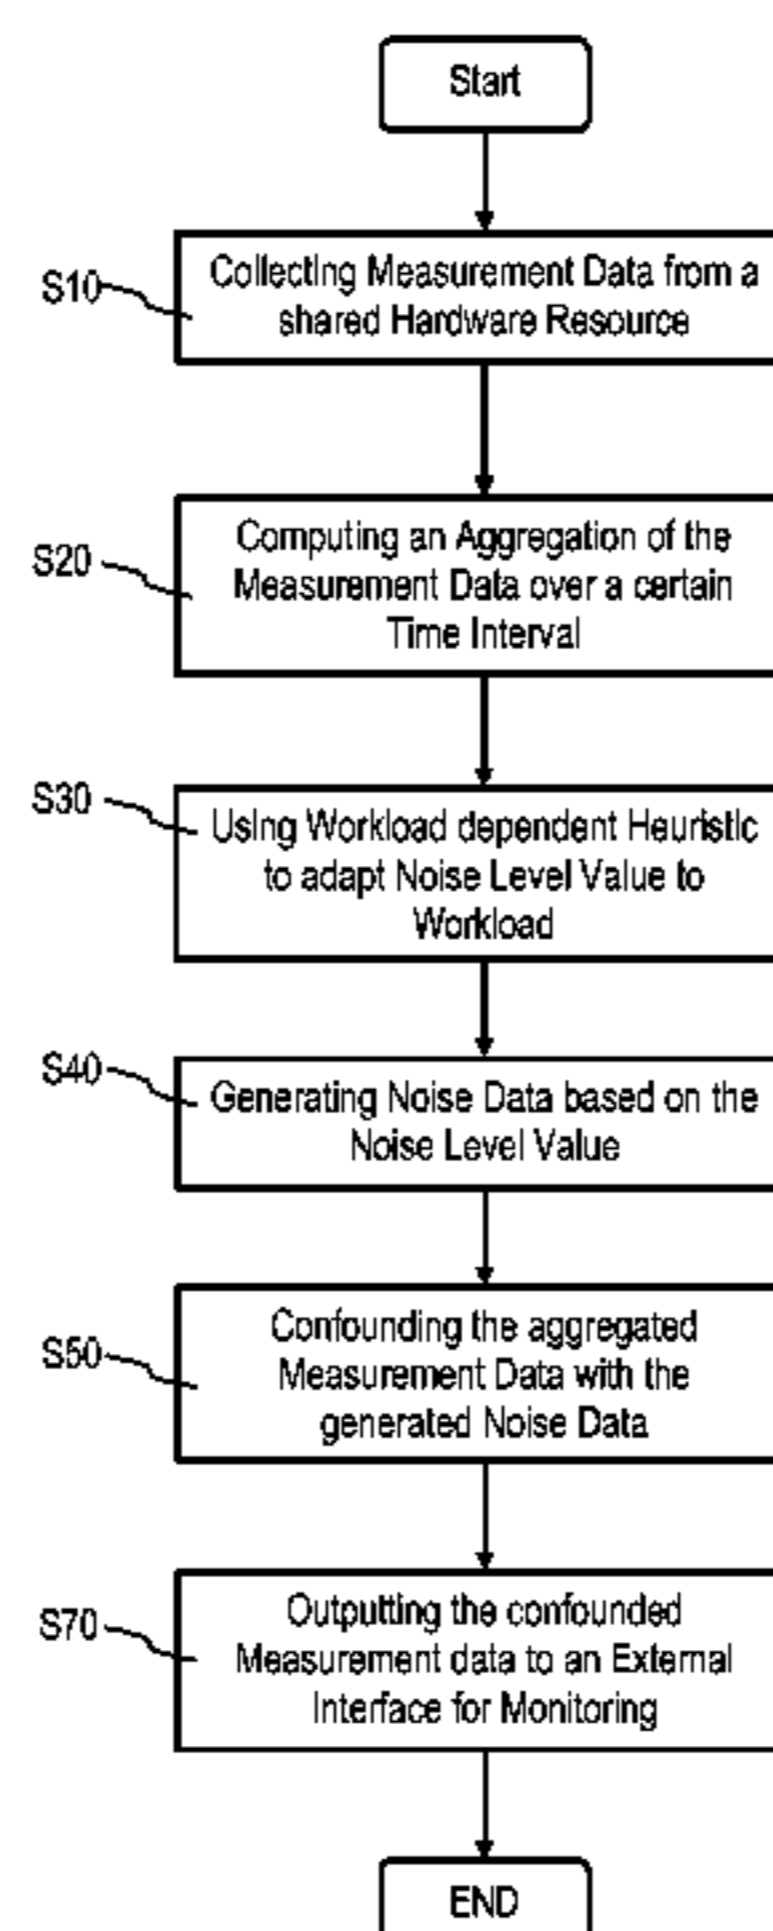 Start
S10
Collecting Measurement Data from a
shared Hardware Resource
S20
Computing an Aggregation of the
Measurement Data over a certain
Time Interval
S30
Using Workload dependent Heuristic
to adapt Noise Level Value to
Workload
S40
Generating Noise Data based on the
Noise Level Value
S50
Confounding the aggregated
Measurement Data with the
generated Noise Data
S70
Outputting the confounded
Measurement data to an External
Interface for Monitoring
END